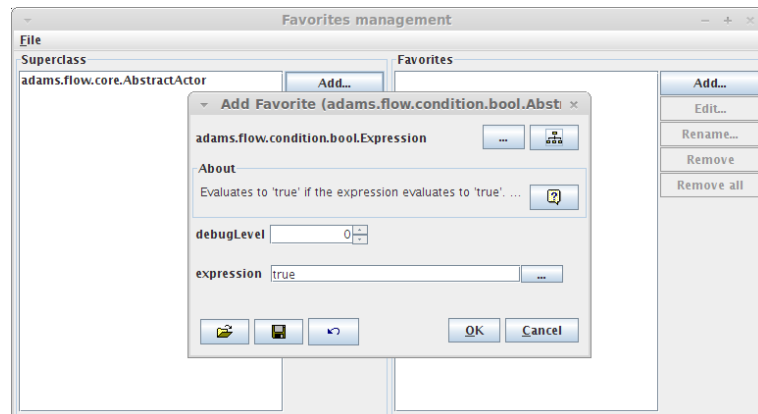 Favorites management
File
Superclass
Favorites
adams.flow.core.AbstractActor
Add...
Add...
Edit...
Rename...
Remove
Remove all
Add Favorite (adams.flow.condition.bool.Abst
adams.flow.condition.bool.Expression
...
About
Evaluates to 'true' if the expression evaluates to 'true'. ...
debugLevel 0
expression true ...
OK Cancel